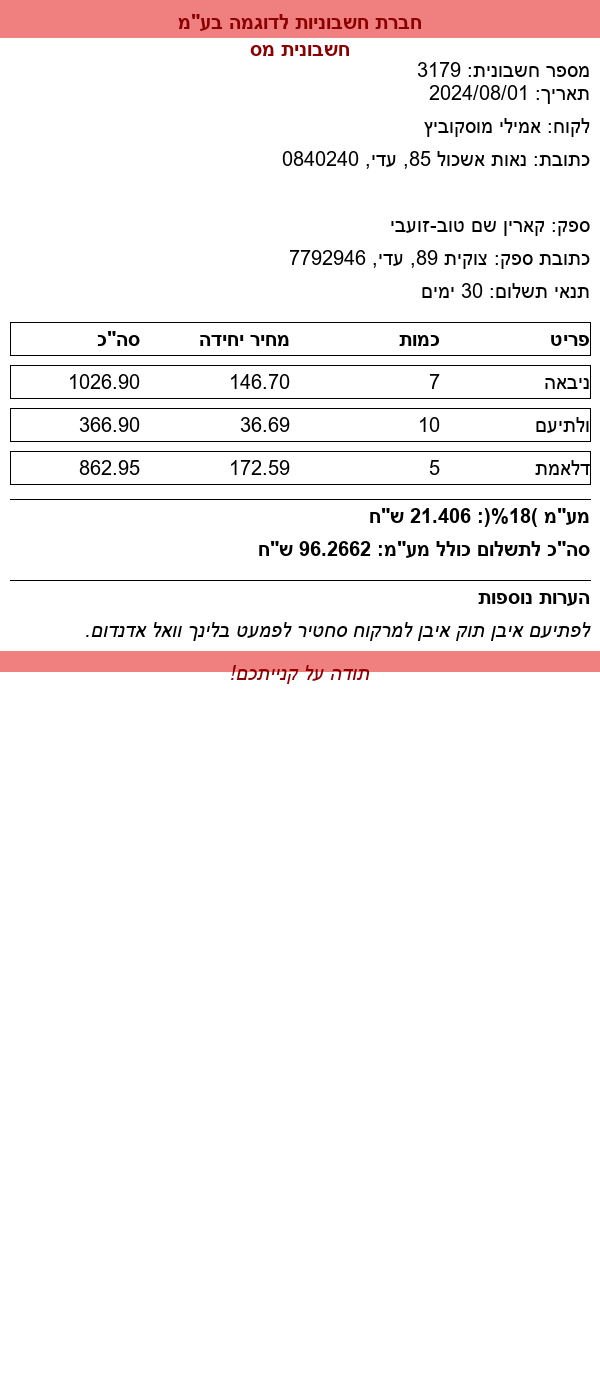 חברת חשבוניות לדוגמה בע"מ
חשבונית מס
מספר חשבונית: 3179
תאריך: 2024/08/01
לקוח: אמילי מוסקוביץ
כתובת: נאות אשכול 85, עדי, 0840240
ספק: קארין שם טוב-זועבי
כתובת ספק: צוקית 89, עדי, 7792946
תנאי תשלום: 30 ימים
פריט כמות מחיר יחידה סה"כ
ניבאה 7 146.70 1026.90
ולתיעם 10 36.69 366.90
דלאמת 5 172.59 862.95
מע"מ )18%(: 21.406 ש"ח
סה"כ לתשלום כולל מע"מ: 96.2662 ש"ח
הערות נוספות
לפתיעם איבן תוק איבן למרקוח סחטיר לפמעט בלינך וואל אדנדום.
תודה על קנייתכם!